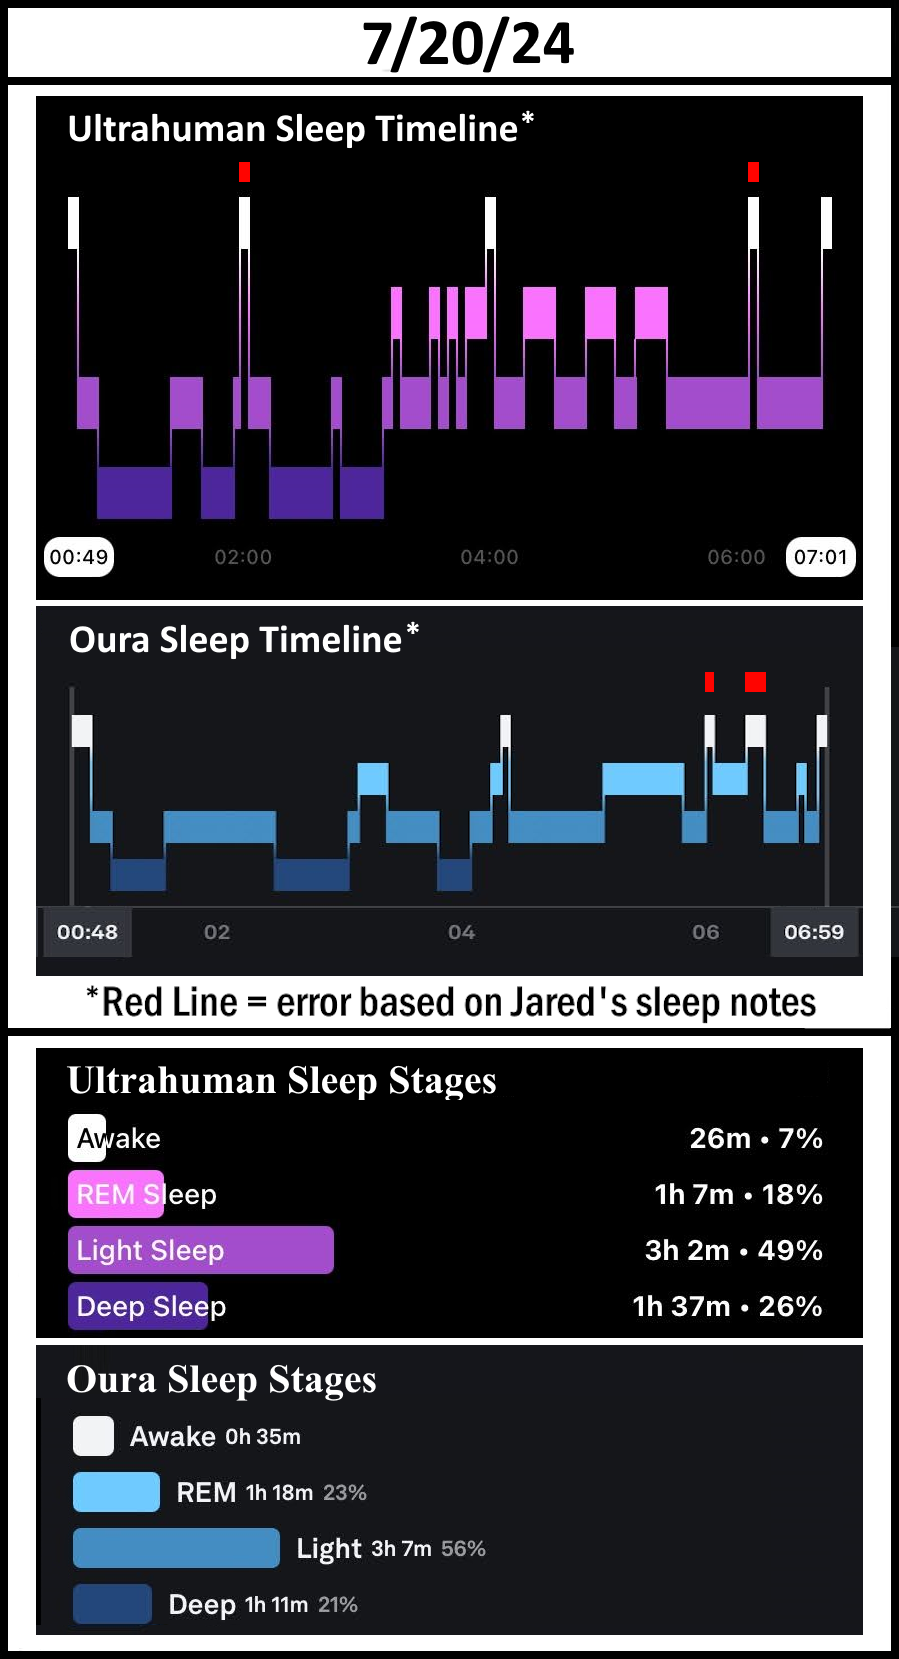 7/20/24
Ultrahuman Sleep Timeline*
00:49 02:00 04:00 06:00 07:01
Oura Sleep Timeline*
00:48 02 04 06 06:59
*Red Line = error based on Jared's sleep notes
Ultrahuman Sleep Stages
Awake 26m • 7%
REM Sleep 1h 7m • 18%
Light Sleep 3h 2m • 49%
Deep Sleep 1h 37m • 26%
Oura Sleep Stages
Awake 0h 35m
REM 1h 18m 23%
Light 3h 7m 56%
Deep 1h 11m 21%